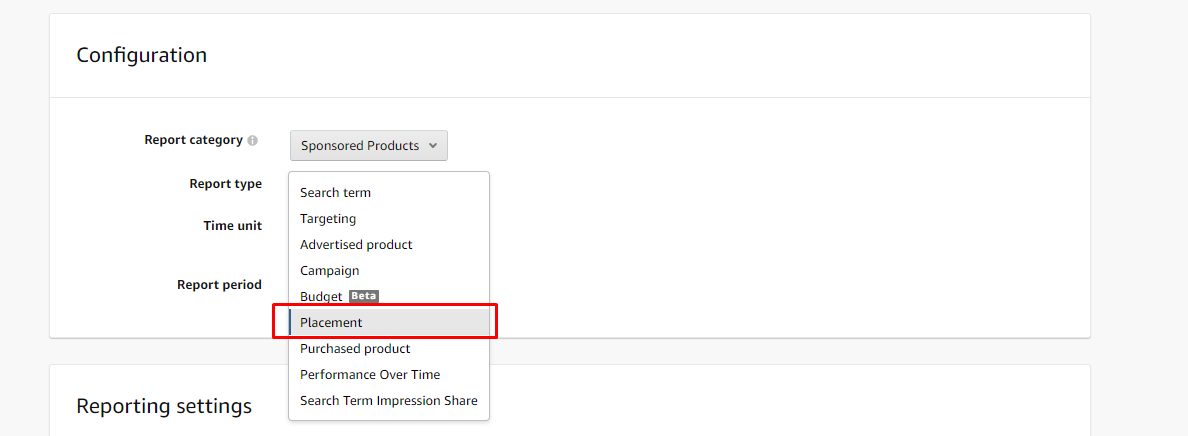 Configuration
Report category
Sponsored Products
Report type
Search term
Targeting
Time unit
Advertised product
Campaign
Report period
Budget Beta
Placement
Purchased product
Performance Over Time
Search Term Impression Share
Reporting settings